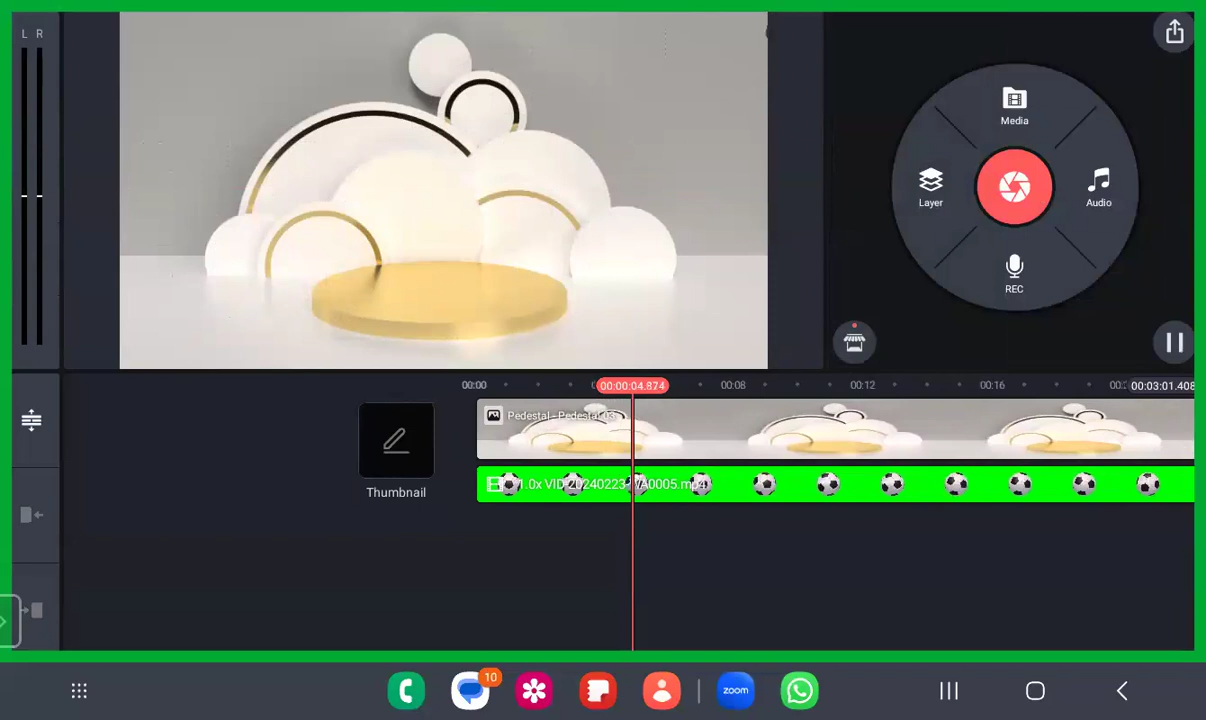 L R
Media
Layer
Audio
REC
00:00
00:00:04.874
00:08
00:12
00:16
00:03:01.408
Pedestal - Pedestal 03
Thumbnail
1.0x VID-20240223-WA0005.mp4
10
zoom